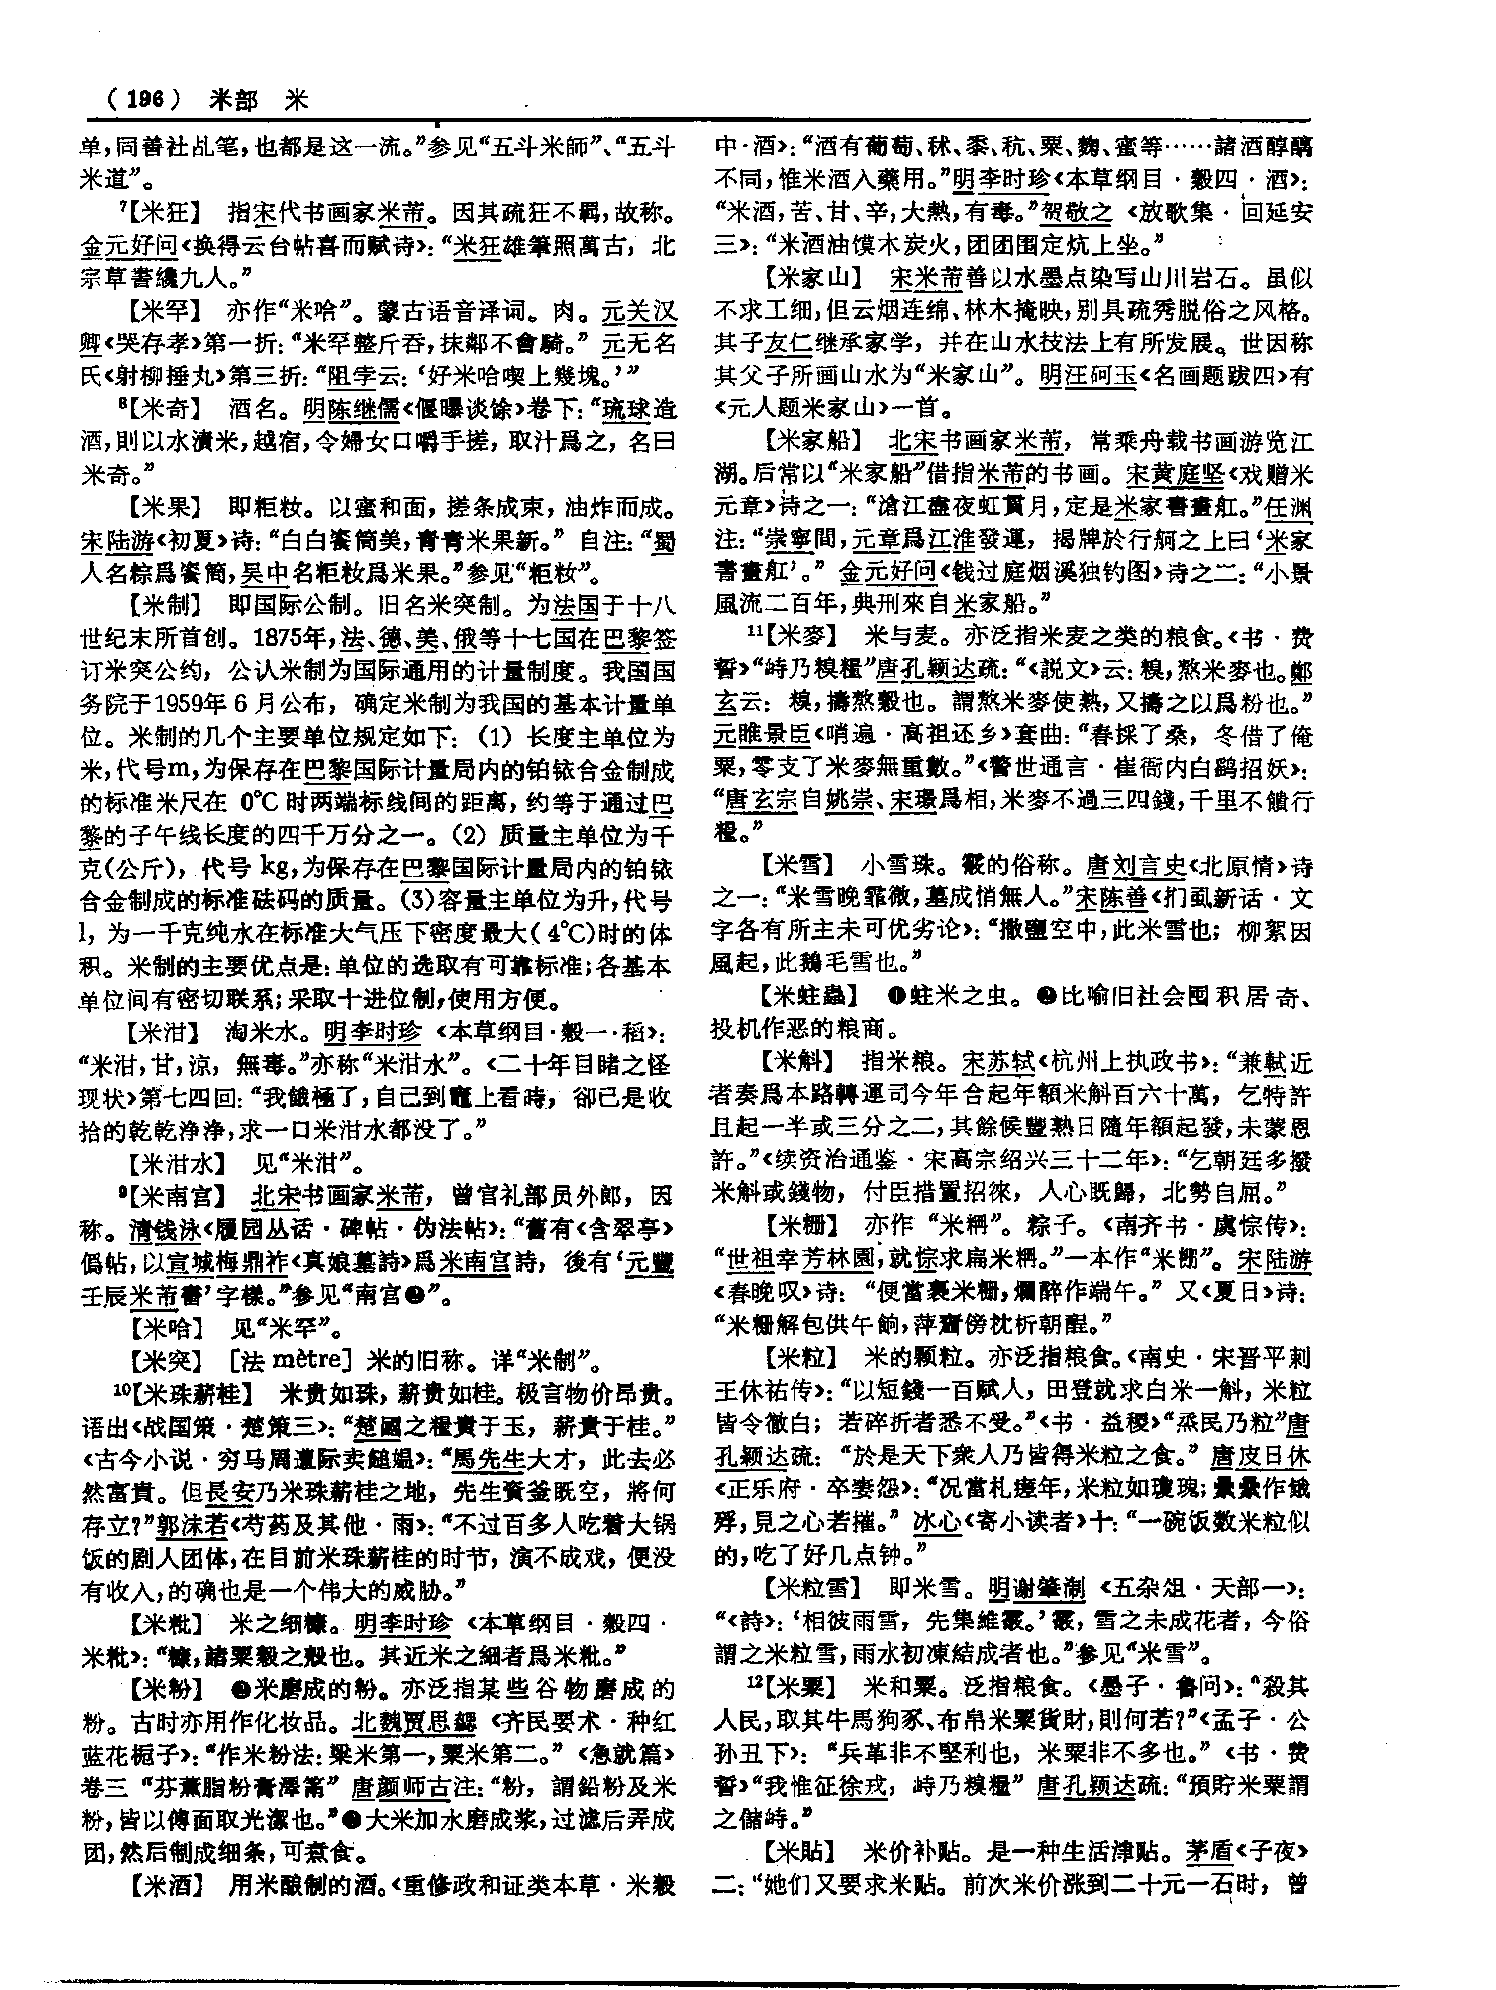 （196） 米部 米
单,同善社乩笔,也都是这一流。”参见“五斗米師”、“五斗
米道”。
⁷【米狂】 指宋代书画家米芾。因其疏狂不羁,故称。
金元好问《换得云台帖喜而赋诗》：“米狂雄筆照萬古，北
宗草書纔九人。”
【米罕】 亦作“米哈”。蒙古语音译词。肉。元关汉
卿《哭存孝》第一折：“米罕整斤吞,抹鄰不會騎。”元无名
氏《射柳捶丸》第三折：“阻孛云：‘好米哈喫上幾塊。’”
⁸【米奇】 酒名。明陈继儒《偃曝谈馀》卷下：“琉球造
酒,則以水漬米,越宿,令婦女口嚼手搓，取汁爲之，名曰
米奇。”
【米果】 即粔籹。以蜜和面，搓条成束，油炸而成。
宋陆游《初夏》诗：“白白餈筒美,青青米果新。”自注：“蜀
人名粽爲餈筒,吴中名粔籹爲米果。”参见“粔籹”。
【米制】 即国际公制。旧名米突制。为法国于十八
世纪末所首创。1875年,法、德、美、俄等十七国在巴黎签
订米突公约，公认米制为国际通用的计量制度。我国国
务院于1959年6月公布，确定米制为我国的基本计量单
位。米制的几个主要单位规定如下：（1）长度主单位为
米,代号m,为保存在巴黎国际计量局内的铂铱合金制成
的标准米尺在 0℃时两端标线间的距离，约等于通过巴
黎的子午线长度的四千万分之一。（2）质量主单位为千
克（公斤），代号 kg,为保存在巴黎国际计量局内的铂铱
合金制成的标准砝码的质量。（3）容量主单位为升,代号
l，为一千克纯水在标准大气压下密度最大（4℃）时的体
积。米制的主要优点是：单位的选取有可靠标准；各基本
单位间有密切联系；采取十进位制,使用方便。
【米泔】 淘米水。明李时珍《本草纲目·穀一·稻》：
“米泔,甘,涼，無毒。”亦称“米泔水”。《二十年目睹之怪
现状》第七四回：“我餓極了,自己到竈上看時，卻已是收
拾的乾乾净净,求一口米泔水都没了。”
【米泔水】 见“米泔”。
⁹【米南宫】 北宋书画家米芾，曾官礼部员外郎，因
称。清钱泳《履园丛话·碑帖·伪法帖》：“舊有《含翠亭》
僞帖,以宣城梅鼎祚《真娘墓詩》爲米南宫詩，後有‘元豐
壬辰米芾書’字樣。”参见“南宫❷”。
【米哈】 见“米罕”。
【米突】 ［法 mètre］米的旧称。详“米制”。
¹⁰【米珠薪桂】 米贵如珠，薪贵如桂。极言物价昂贵。
语出《战国策·楚策三》：“楚國之糧貴于玉，薪貴于桂。”
《古今小说·穷马周遭际卖䭔媪》：“馬先生大才，此去必
然富貴。但長安乃米珠薪桂之地，先生資釜既空，將何
存立?”郭沫若《芍药及其他·雨》：“不过百多人吃着大锅
饭的剧人团体,在目前米珠薪桂的时节，演不成戏，便没
有收入,的确也是一个伟大的威胁。”
【米粃】 米之细糠。明李时珍《本草纲目·穀四·
米粃》：“糠,諸粟穀之殼也。其近米之細者爲米粃。”
【米粉】 ❶米磨成的粉。亦泛指某些谷物磨成的
粉。古时亦用作化妆品。北魏贾思勰《齐民要术·种红
蓝花栀子》：“作米粉法：粱米第一,粟米第二。”《急就篇》
卷三“芬薰脂粉膏澤筩”唐颜师古注：“粉，謂鉛粉及米
粉,皆以傅面取光潔也。”❷大米加水磨成浆,过滤后弄成
团,然后制成细条,可煮食。
【米酒】 用米酿制的酒。《重修政和证类本草·米穀
中·酒》：“酒有葡萄、秫、黍、秔、粟、麴、蜜等……諸酒醇醨
不同,惟米酒入藥用。”明李时珍《本草纲目·穀四·酒》：
“米酒,苦、甘、辛,大熱,有毒。”贺敬之《放歌集·回延安
三》：“米酒油馍木炭火,团团围定炕上坐。”
【米家山】 宋米芾善以水墨点染写山川岩石。虽似
不求工细,但云烟连绵、林木掩映,别具疏秀脱俗之风格。
其子友仁继承家学，并在山水技法上有所发展。世因称
其父子所画山水为“米家山”。明汪砢玉《名画题跋四》有
《元人题米家山》一首。
【米家船】 北宋书画家米芾，常乘舟载书画游览江
湖。后常以“米家船”借指米芾的书画。宋黄庭坚《戏赠米
元章》诗之一：“滄江盡夜虹貫月,定是米家書畫舡。”任渊
注：“崇寧間,元章爲江淮發運，揭牌於行舸之上曰‘米家
書畫舡’。”金元好问《钱过庭烟溪独钓图》诗之二：“小景
風流二百年,典刑來自米家船。”
¹¹【米麥】 米与麦。亦泛指米麦之类的粮食。《书·费
誓》“峙乃糗糧”唐孔颖达疏：“《説文》云：糗,熬米麥也。鄭
玄云：糗,擣熬穀也。謂熬米麥使熟,又擣之以爲粉也。”
元睢景臣《哨遍·高祖还乡》套曲：“春採了桑，冬借了俺
粟,零支了米麥無重數。”《警世通言·崔衙内白鹞招妖》：
“唐玄宗自姚崇、宋璟爲相,米麥不過三四錢,千里不饋行
糧。”
【米雪】 小雪珠。霰的俗称。唐刘言史《北原情》诗
之一：“米雪晚霏微,墓成悄無人。”宋陈善《扪虱新话·文
字各有所主未可优劣论》：“撒鹽空中,此米雪也；柳絮因
風起,此鵝毛雪也。”
【米蛀蟲】 ❶蛀米之虫。❷比喻旧社会囤积居奇、
投机作恶的粮商。
【米斛】 指米粮。宋苏轼《杭州上执政书》：“兼軾近
者奏爲本路轉運司今年合起年額米斛百六十萬，乞特許
且起一半或三分之二,其餘候豐熟日隨年額起發,未蒙恩
許。”《续资治通鉴·宋高宗绍兴三十二年》：“乞朝廷多撥
米斛或錢物，付臣措置招徠，人心既歸，北勢自屈。”
【米粣】 亦作“米𥹥”。粽子。《南齐书·虞悰传》：
“世祖幸芳林園,就悰求扁米𥹥。”一本作“米粣”。宋陆游
《春晚叹》诗：“便當裹米粣,爛醉作端午。”又《夏日》诗：
“米粣解包供午餉,萍虀傍枕析朝酲。”
【米粒】 米的颗粒。亦泛指粮食。《南史·宋晋平刺
王休祐传》：“以短錢一百賦人，田登就求白米一斛，米粒
皆令徹白；若碎折者悉不受。”《书·益稷》“烝民乃粒”唐
孔颖达疏：“於是天下衆人乃皆得米粒之食。”唐皮日休
《正乐府·卒妻怨》：“况當札瘥年,米粒如瓊瑰；纍纍作餓
殍,見之心若摧。”冰心《寄小读者》十：“一碗饭数米粒似
的,吃了好几点钟。”
【米粒雪】 即米雪。明谢肇淛《五杂俎·天部一》：
“《詩》：‘相彼雨雪，先集維霰。’霰，雪之未成花者，今俗
謂之米粒雪,雨水初凍結成者也。”参见“米雪”。
¹²【米粟】 米和粟。泛指粮食。《墨子·鲁问》：“殺其
人民,取其牛馬狗豕、布帛米粟貨財,則何若?”《孟子·公
孙丑下》：“兵革非不堅利也，米粟非不多也。”《书·费
誓》“我惟征徐戎，峙乃糗糧”唐孔颖达疏：“預貯米粟謂
之儲峙。”
【米貼】 米价补贴。是一种生活津贴。茅盾《子夜》
二：“她们又要求米贴。前次米价涨到二十元一石时，曾